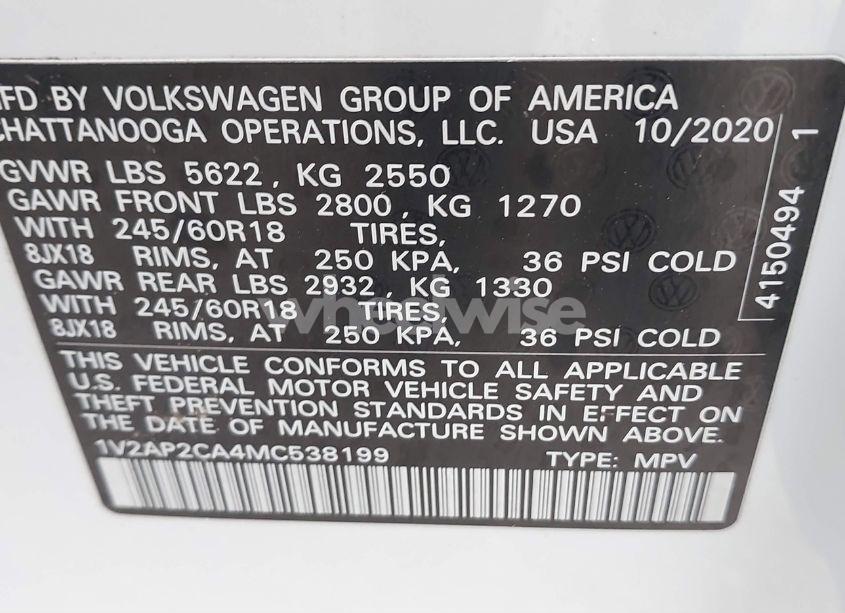 MFD BY VOLKSWAGEN GROUP OF AMERICA
CHATTANOOGA OPERATIONS, LLC. USA 10/2020
GVWR LBS 5622, KG 2550
GAWR FRONT LBS 2800, KG 1270
WITH 245/60R18 TIRES,
8JX18 RIMS, AT 250 KPA, 36 PSI COLD
GAWR REAR LBS 2932, KG 1330
WITH 245/60R18 TIRES,
8JX18 RIMS, AT 250 KPA, 36 PSI COLD
4150494 1
THIS VEHICLE CONFORMS TO ALL APPLICABLE
U.S. FEDERAL MOTOR VEHICLE SAFETY AND
THEFT PREVENTION STANDARDS IN EFFECT ON
THE DATE OF MANUFACTURE SHOWN ABOVE.
1V2AP2CA4MC538199 TYPE: MPV
wheelwise